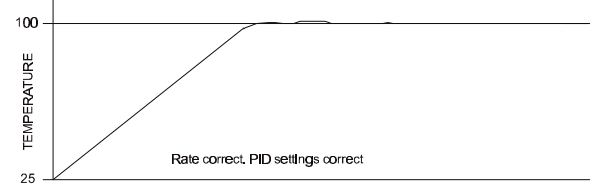 100
TEMPERATURE
Rate correct. PID settings correct
25